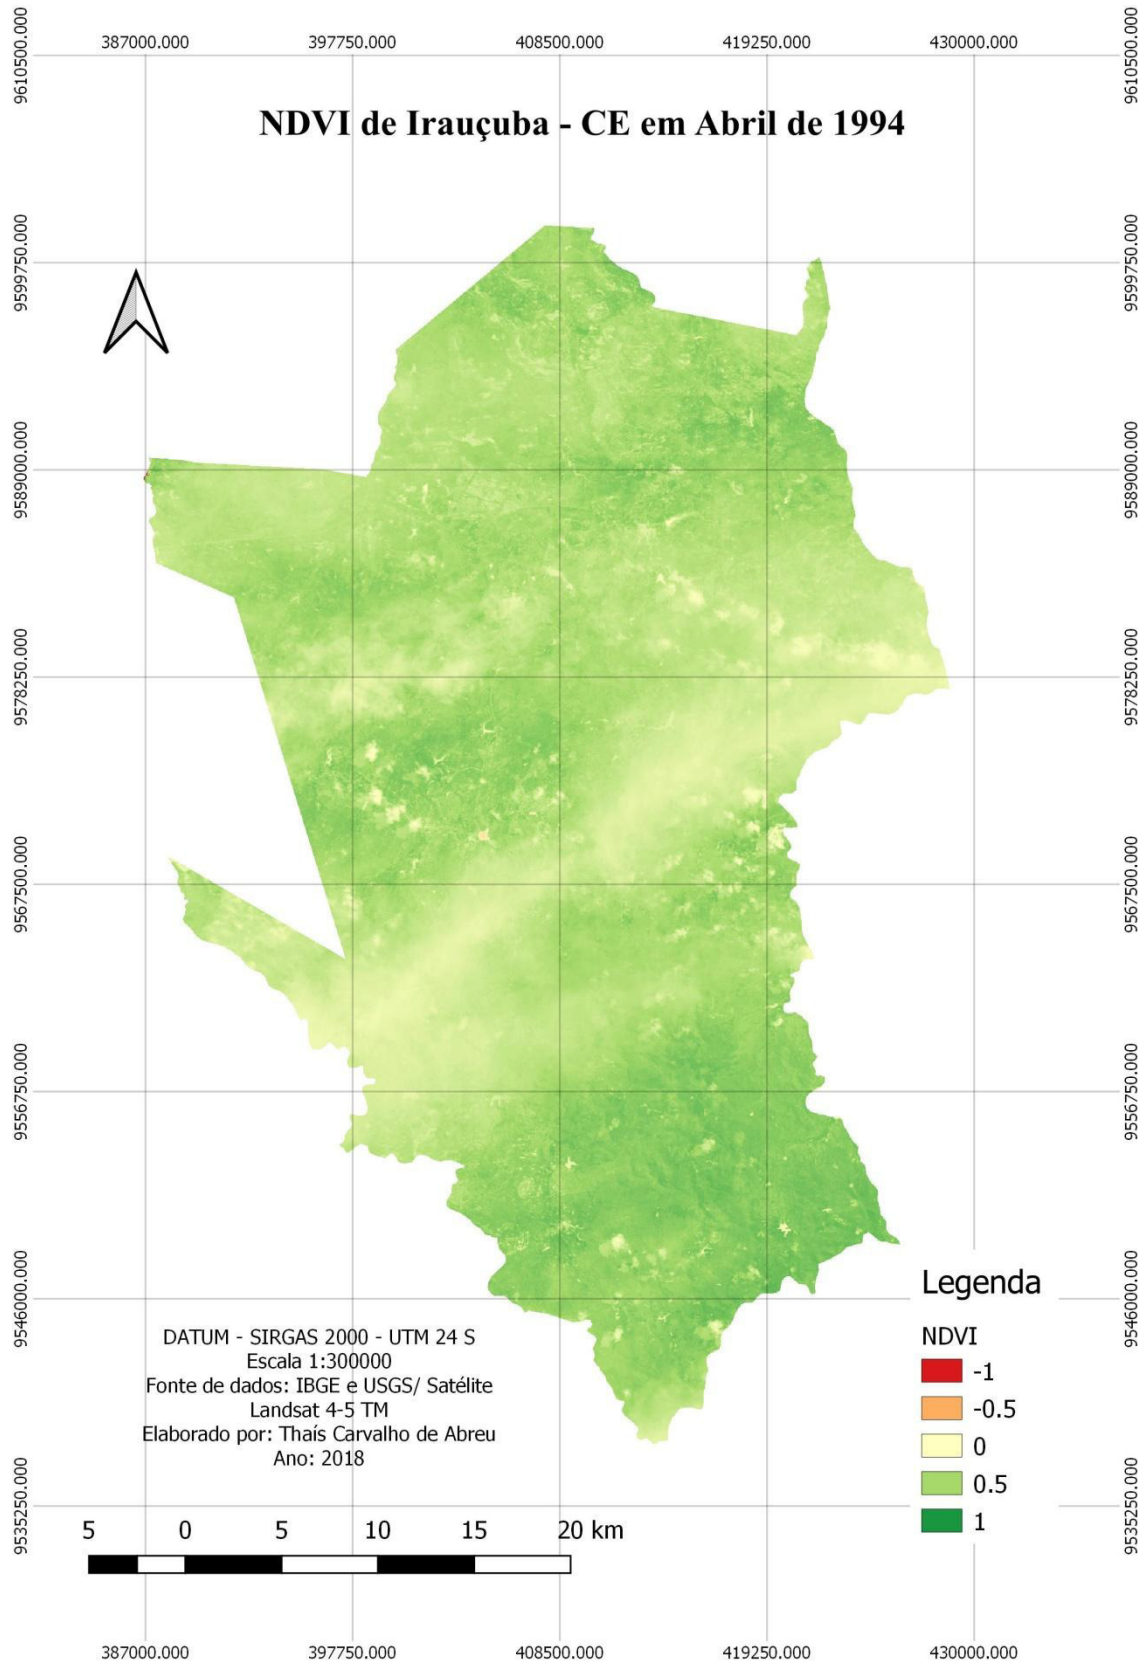 387000.000 397750.000 408500.000 419250.000 430000.000
9610500.000 9610500.000
NDVI de Irauçuba - CE em Abril de 1994
9599750.000 9599750.000
9589000.000 9589000.000
9578250.000 9578250.000
9567500.000 9567500.000
9556750.000 9556750.000
9546000.000 9546000.000
DATUM - SIRGAS 2000 - UTM 24 S
Escala 1:300000
Fonte de dados: IBGE e USGS/ Satélite
Landsat 4-5 TM
Elaborado por: Thaís Carvalho de Abreu
Ano: 2018
Legenda
NDVI
-1
-0.5
0
0.5
1
9535250.000 9535250.000
5 0 5 10 15 20 km
387000.000 397750.000 408500.000 419250.000 430000.000